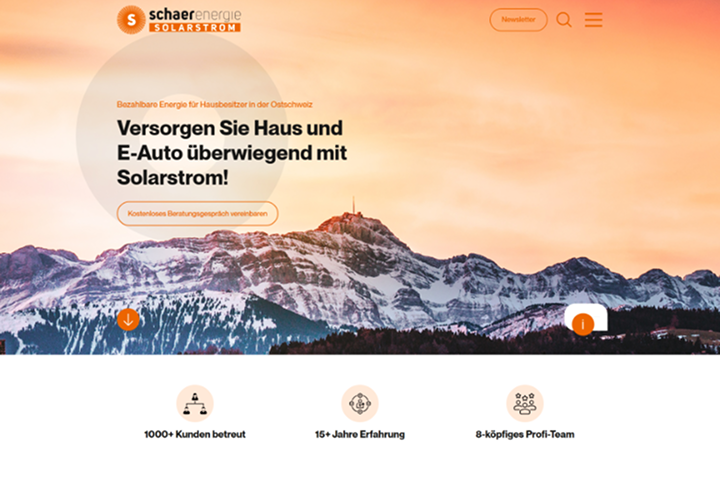 S schaerenergie
SOLARSTROM
Newsletter
Bezahlbare Energie für Hausbesitzer in der Ostschweiz
Versorgen Sie Haus und
E-Auto überwiegend mit
Solarstrom!
Kostenloses Beratungsgespräch vereinbaren
i
1000+ Kunden betreut
15+ Jahre Erfahrung
8-köpfiges Profi-Team